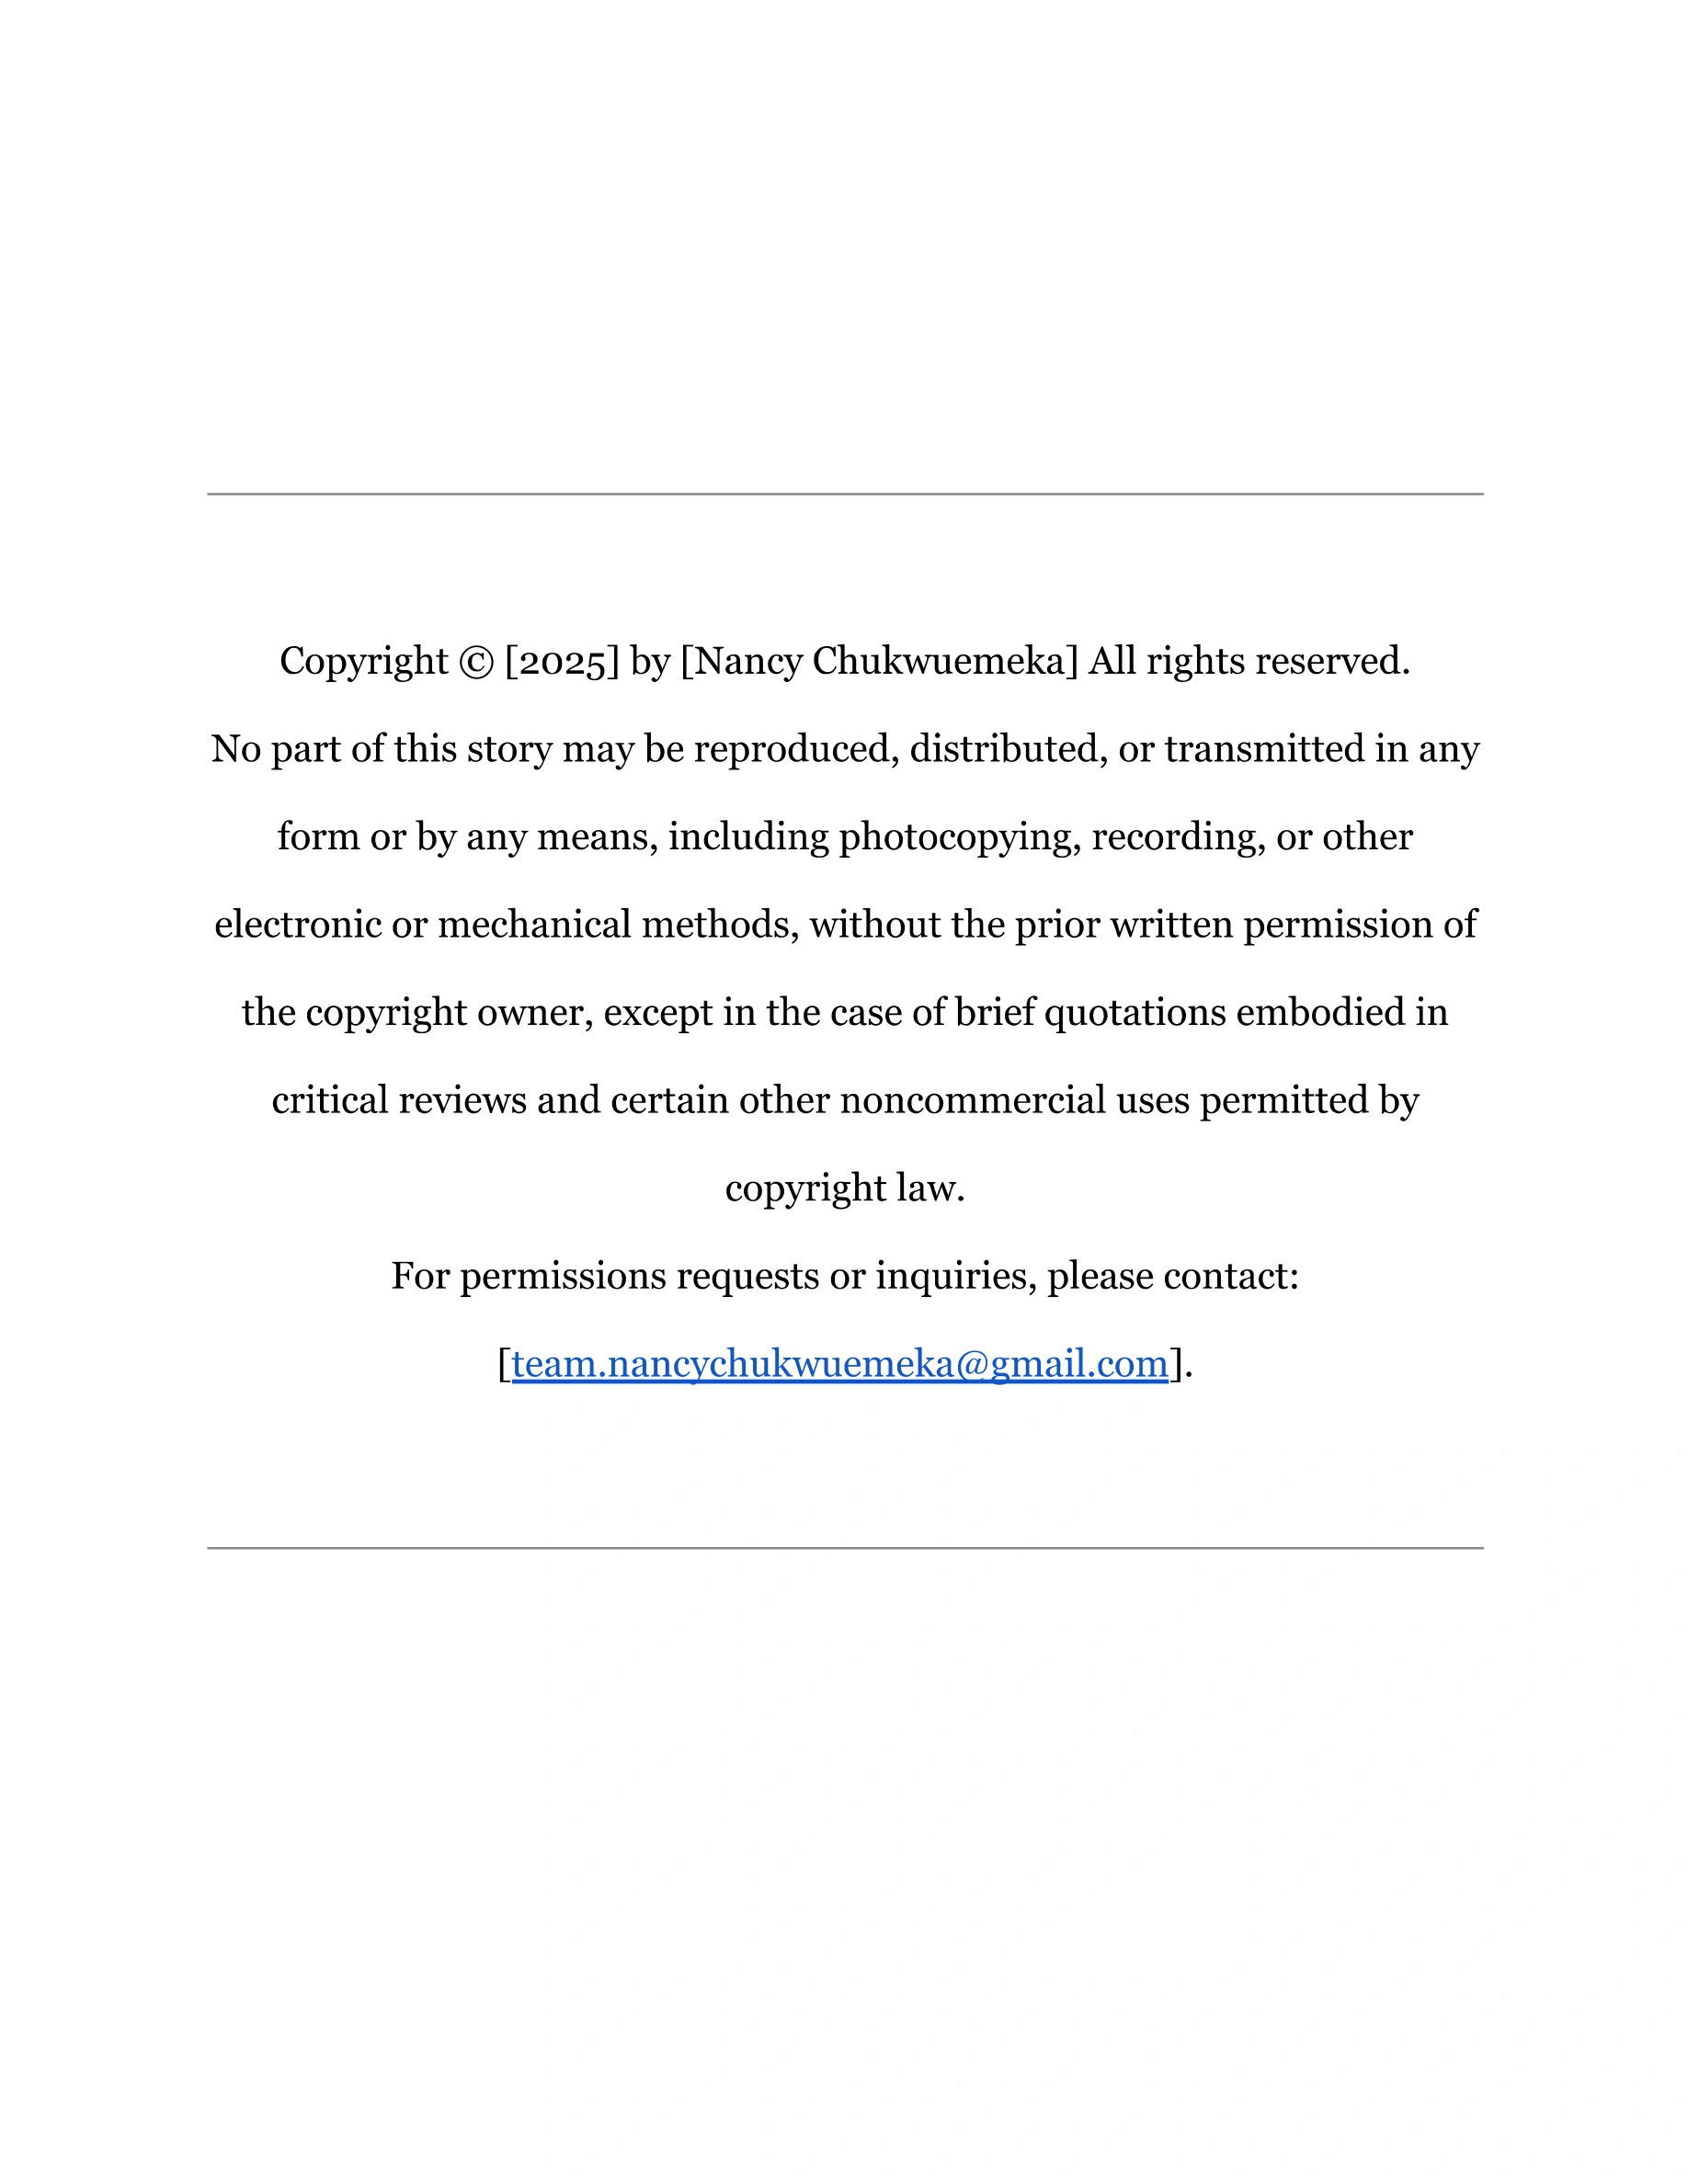 Copyright © [2025] by [Nancy Chukwuemeka] All rights reserved.
No part of this story may be reproduced, distributed, or transmitted in any
form or by any means, including photocopying, recording, or other
electronic or mechanical methods, without the prior written permission of
the copyright owner, except in the case of brief quotations embodied in
critical reviews and certain other noncommercial uses permitted by
copyright law.
For permissions requests or inquiries, please contact:
[team.nancychukwuemeka@gmail.com].